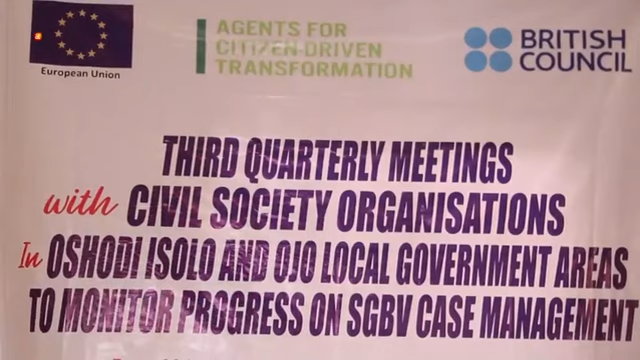 European Union
AGENTS FOR
CITIZEN-DRIVEN
TRANSFORMATION
BRITISH
COUNCIL
THIRD QUARTERLY MEETINGS
with CIVIL SOCIETY ORGANISATIONS
In OSHODI ISOLO AND OJO LOCAL GOVERNMENT AREAS
TO MONITOR PROGRESS ON SGBV CASE MANAGEMENT